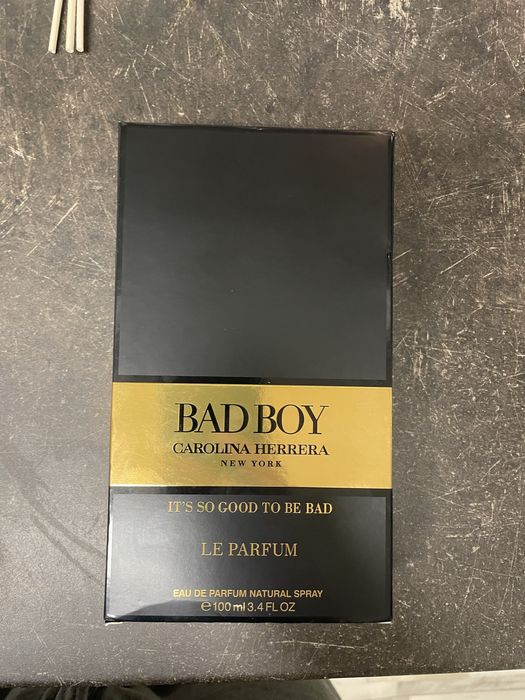 BAD BOY
CAROLINA HERRERA
NEW YORK
IT'S SO GOOD TO BE BAD
LE PARFUM
EAU DE PARFUM NATURAL SPRAY
℮ 100 ml 3.4 FL OZ